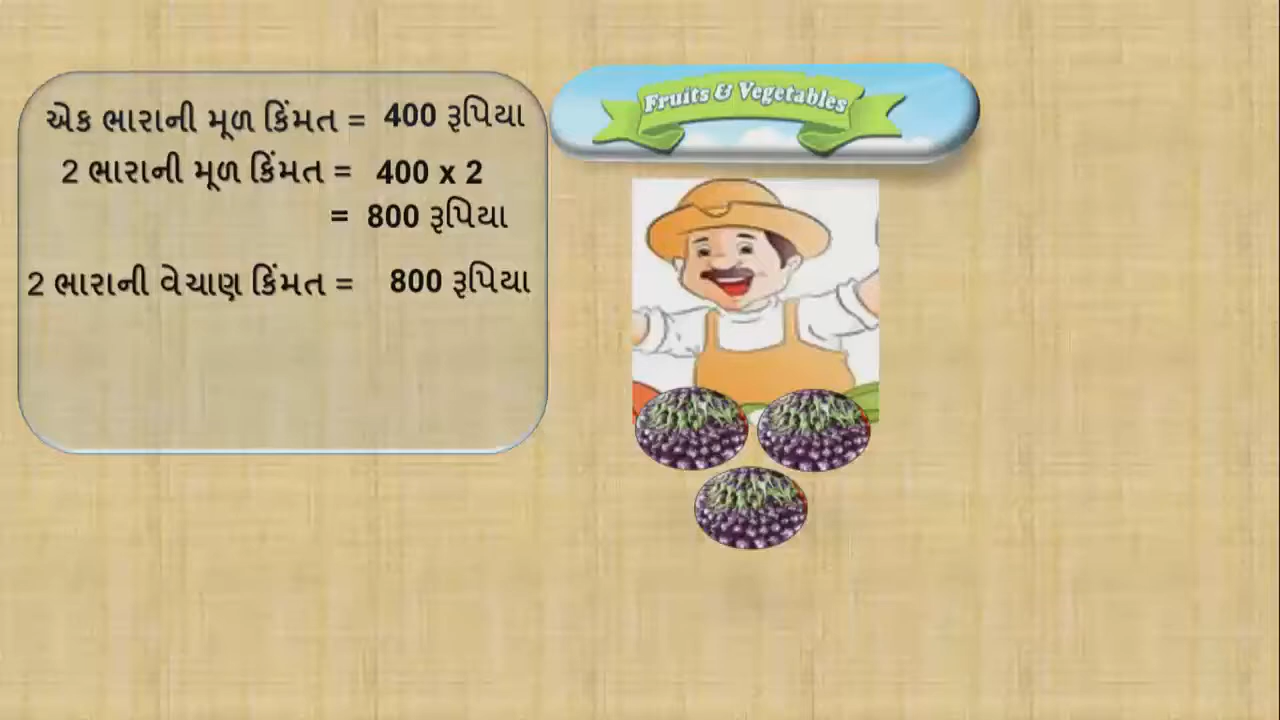 એક ભારાની મૂળ કિંમત = 400 રૂપિયા
2 ભારાની મૂળ કિંમત = 400 x 2
= 800 રૂપિયા
2 ભારાની વેચાણ કિંમત = 800 રૂપિયા
Fruits & Vegetables